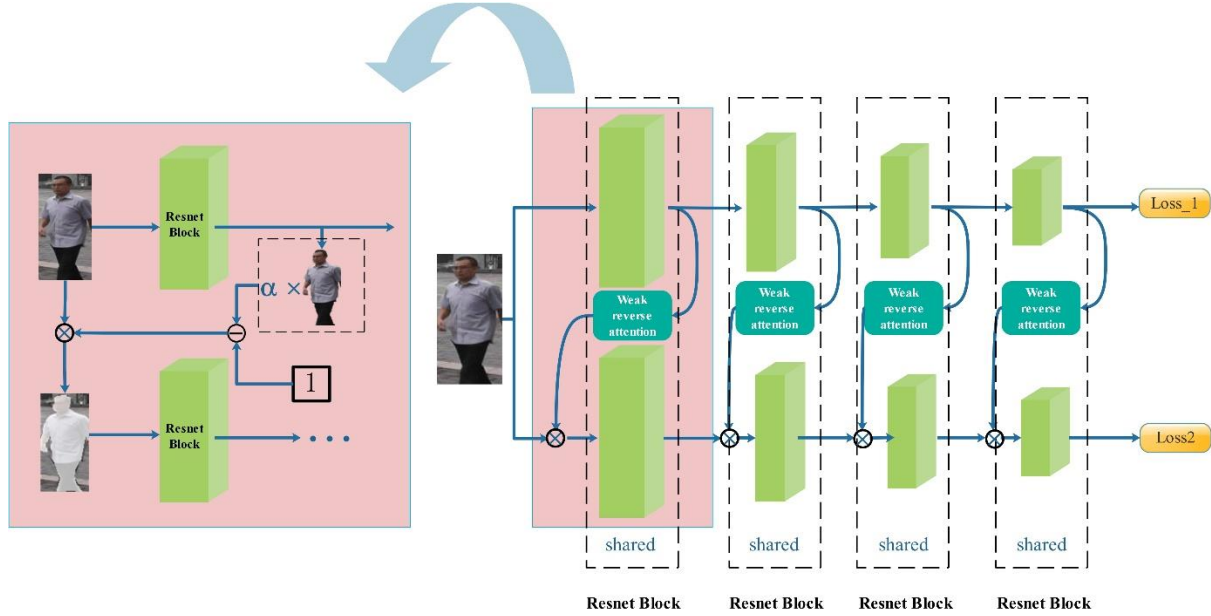 Resnet
Block
α ×
1
Resnet
Block
. . .
Weak
reverse
attention
Weak
reverse
attention
Weak
reverse
attention
Weak
reverse
attention
Loss_1
Loss2
shared
shared
shared
shared
Resnet Block
Resnet Block
Resnet Block
Resnet Block